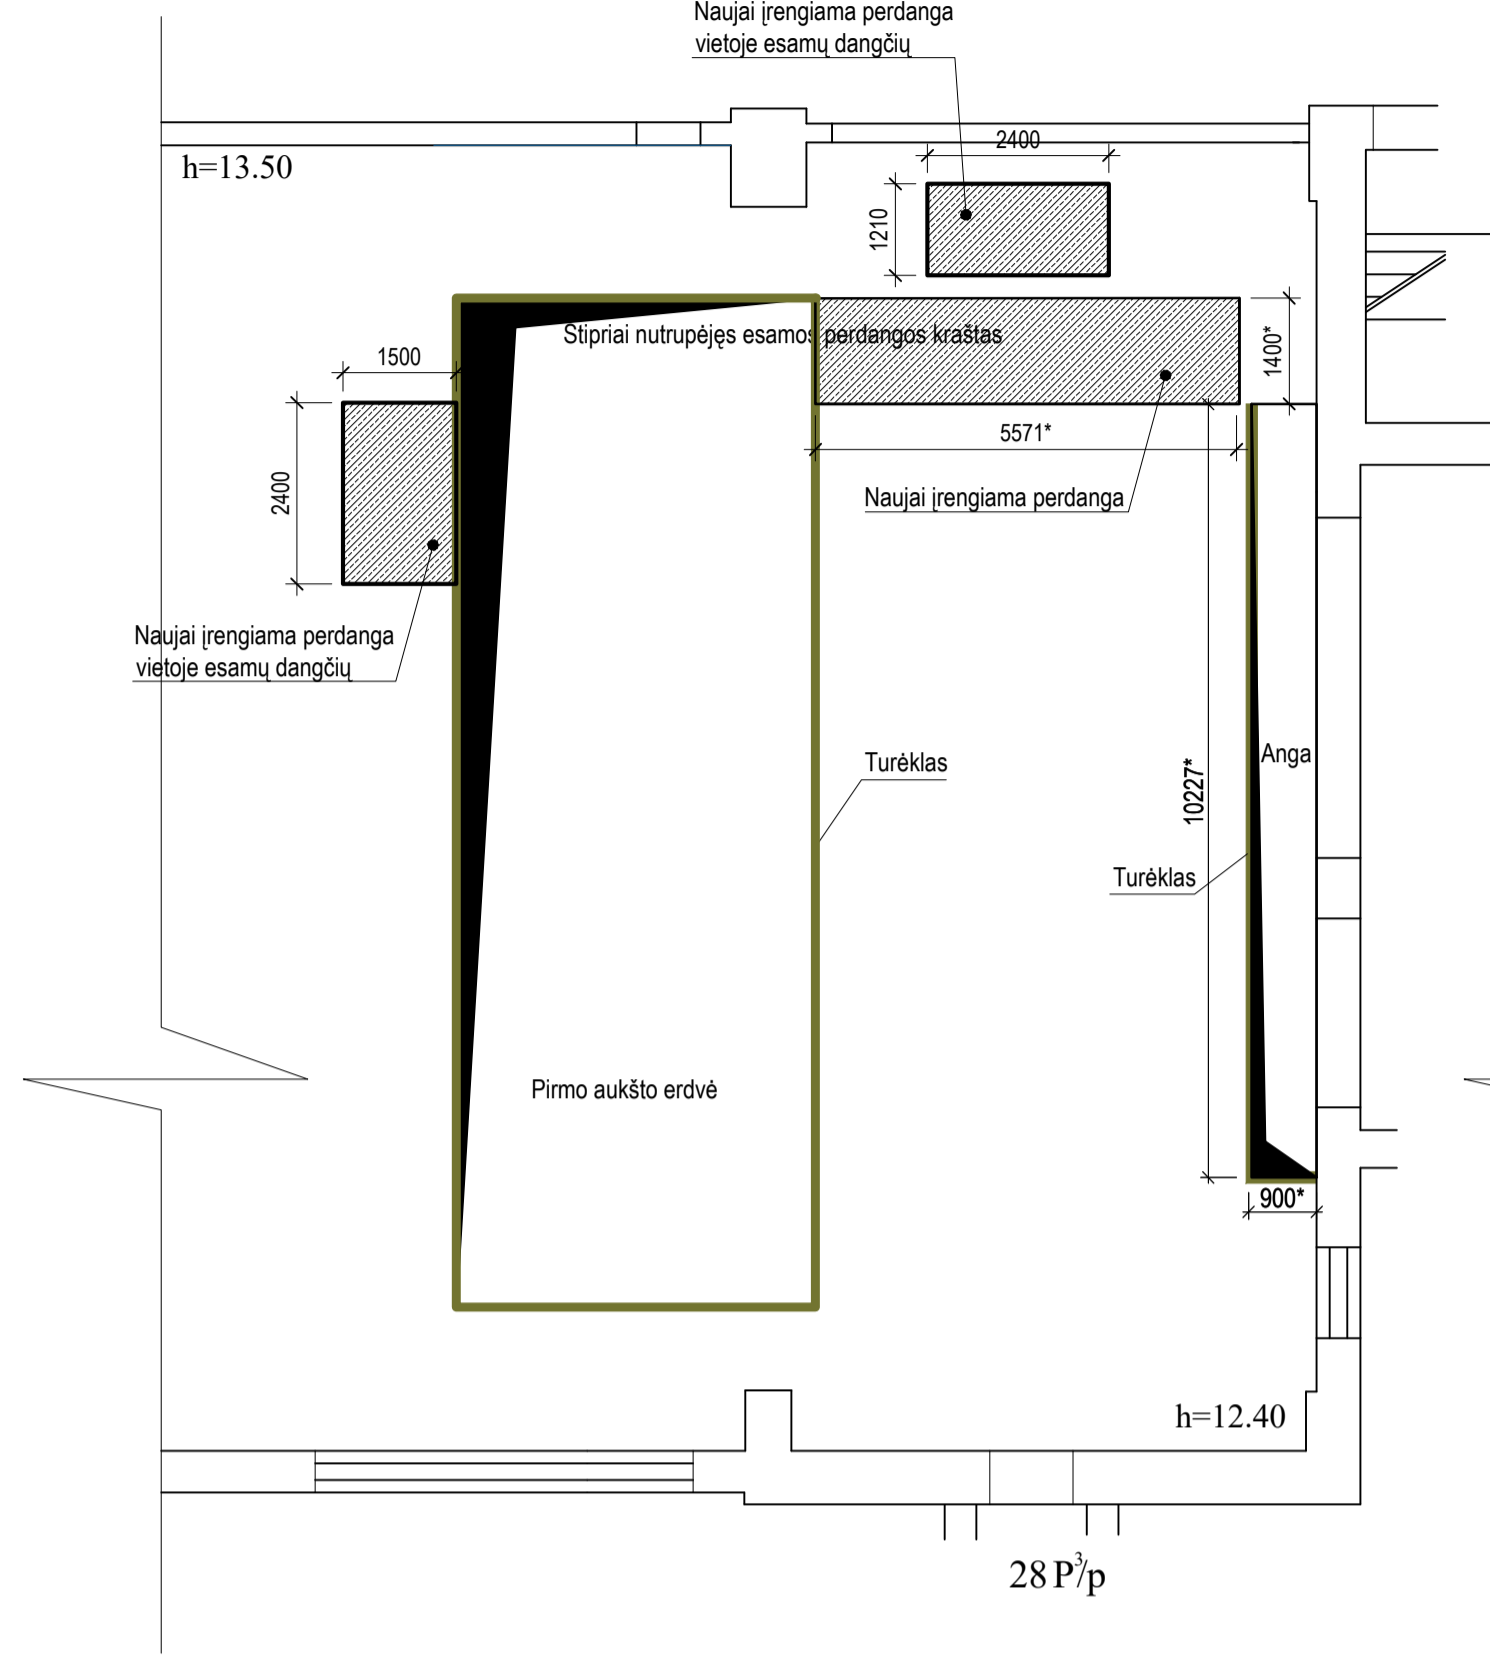 Naujai įrengiama perdanga
vietoje esamų dangčių
2400
h=13.50
1210
Stipriai nutrupėjęs esamos perdangos kraštas
1400*
1500
5571*
2400
Naujai įrengiama perdanga
Naujai įrengiama perdanga
vietoje esamų dangčių
Turėklas
Anga
10227*
Turėklas
Pirmo aukšto erdvė
900*
h=12.40
28 P³/p